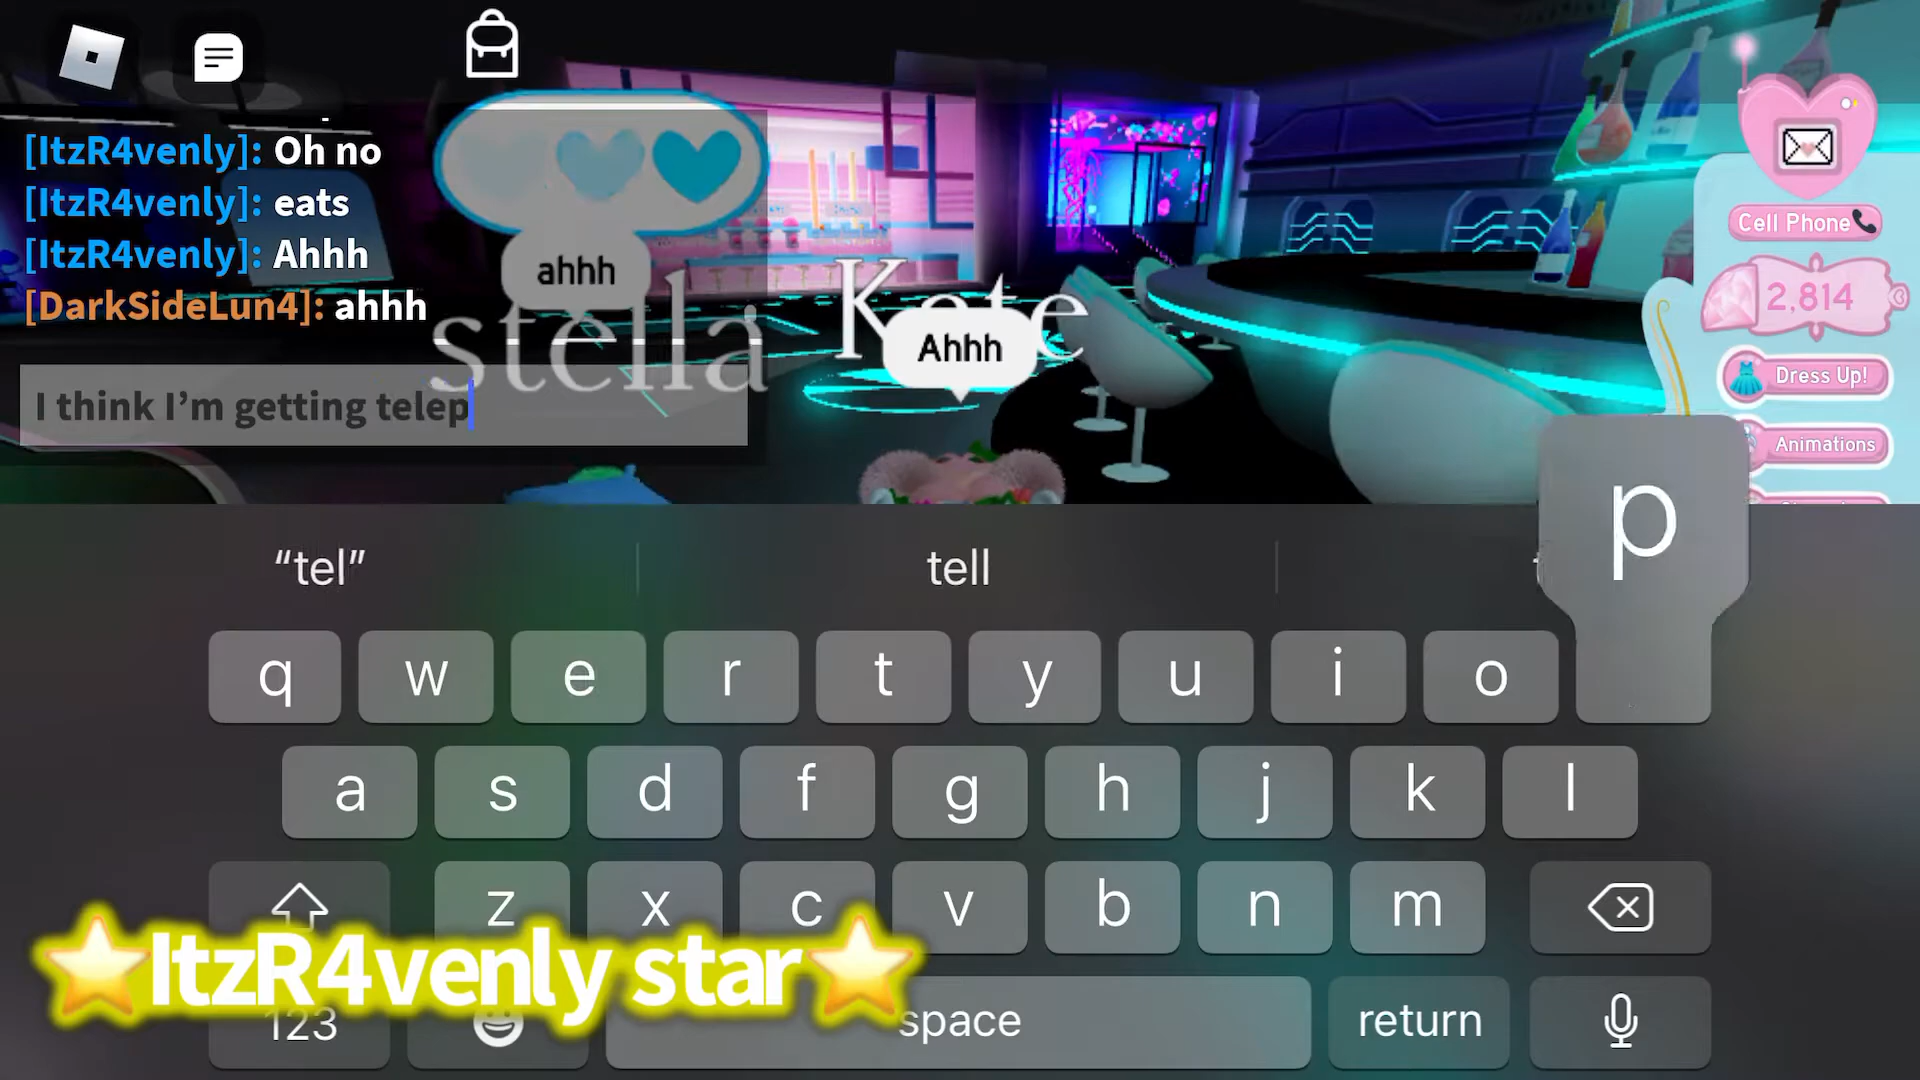 [ItzR4venly]: Oh no
[ItzR4venly]: eats
[ItzR4venly]: Ahhh
[DarkSideLun4]: ahhh
ahhh
stella
Kate
Ahhh
I think I’m getting telep
Cell Phone
2,814
Dress Up!
Animations
“tel”
tell
p
q w e r t y u i o
a s d f g h j k l
z x c v b n m
⭐ItzR4venly star⭐
123
space
return